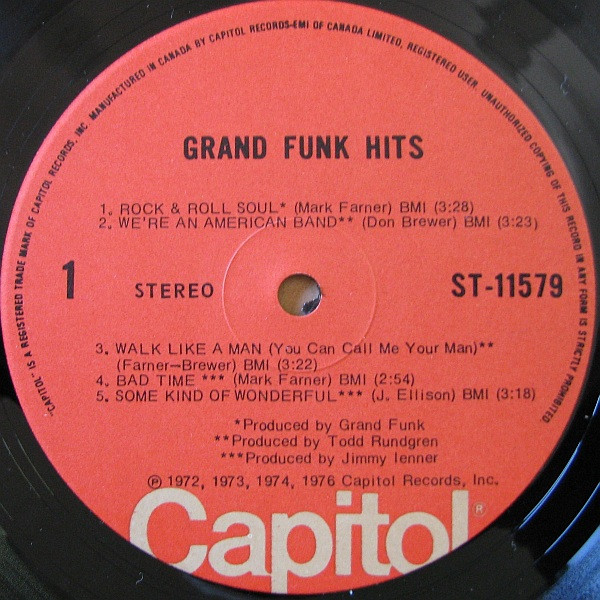 MANUFACTURED IN CANADA BY CAPITOL RECORDS-EMI OF CANADA LIMITED, REGISTERED USER. UNAUTHORIZED COPYING OF THIS RECORD IN ANY FORM IS STRICTLY PROHIBITED.
"CAPITOL" IS A REGISTERED TRADE MARK OF CAPITOL RECORDS, INC
GRAND FUNK HITS
1. ROCK & ROLL SOUL* (Mark Farner) BMI (3:28)
2. WE'RE AN AMERICAN BAND** (Don Brewer) BMI (3:23)
1
STEREO
ST-11579
3. WALK LIKE A MAN (You Can Call Me Your Man)**
(Farner–Brewer) BMI (3:22)
4. BAD TIME *** (Mark Farner) BMI (2:54)
5. SOME KIND OF WONDERFUL*** (J. Ellison) BMI (3:18)
*Produced by Grand Funk
**Produced by Todd Rundgren
***Produced by Jimmy Ienner
℗ 1972, 1973, 1974, 1976 Capitol Records, Inc.
Capitol®